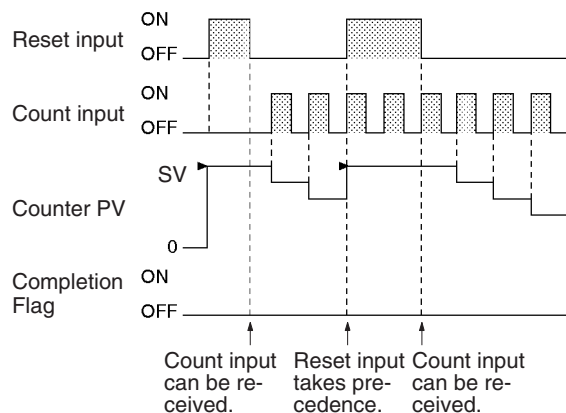 Reset input
ON
OFF
Count input
ON
OFF
Counter PV
SV
0
Completion
Flag
ON
OFF
Count input
can be re-
ceived.
Reset input
takes pre-
cedence.
Count input
can be re-
ceived.